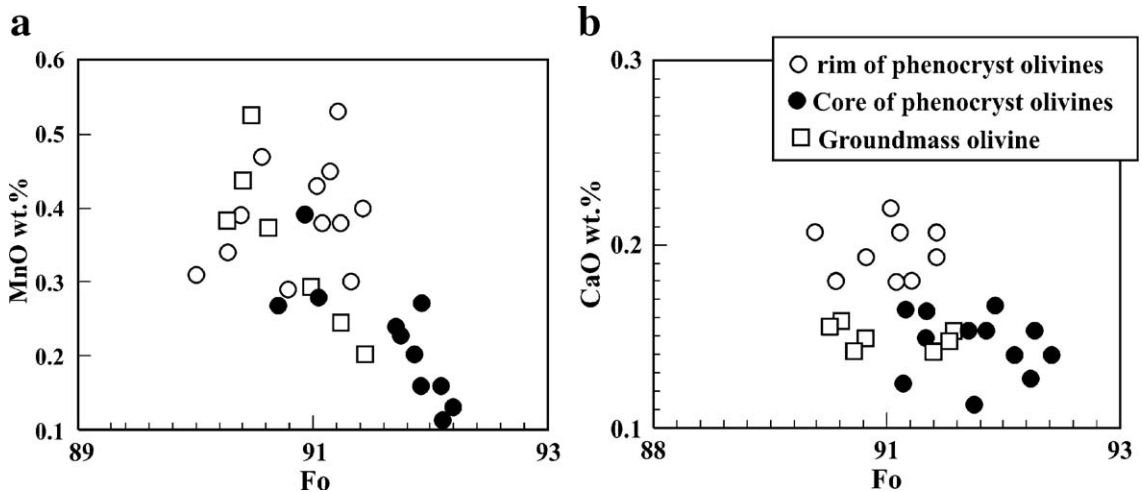 a
MnO wt.%
0.6
0.5
0.4
0.3
0.2
0.1
89
91
93
Fo
b
CaO wt.%
0.3
0.2
0.1
88
91
93
Fo
rim of phenocryst olivines
Core of phenocryst olivines
Groundmass olivine